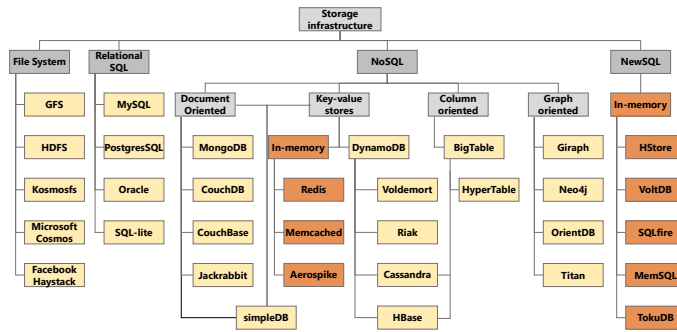 Storage
infrastructure
File System
Relational
SQL
NoSQL
NewSQL
Document
Oriented
Key-value
stores
Column
oriented
Graph
oriented
In-memory
GFS
MySQL
MongoDB
In-memory
DynamoDB
BigTable
Giraph
HStore
HDFS
PostgresSQL
CouchDB
Redis
Voldemort
HyperTable
Neo4j
VoltDB
Kosmosfs
Oracle
CouchBase
Memcached
Riak
OrientDB
SQLfire
Microsoft
Cosmos
SQL-lite
Jackrabbit
Aerospike
Cassandra
Titan
MemSQL
Facebook
Haystack
simpleDB
HBase
TokuDB